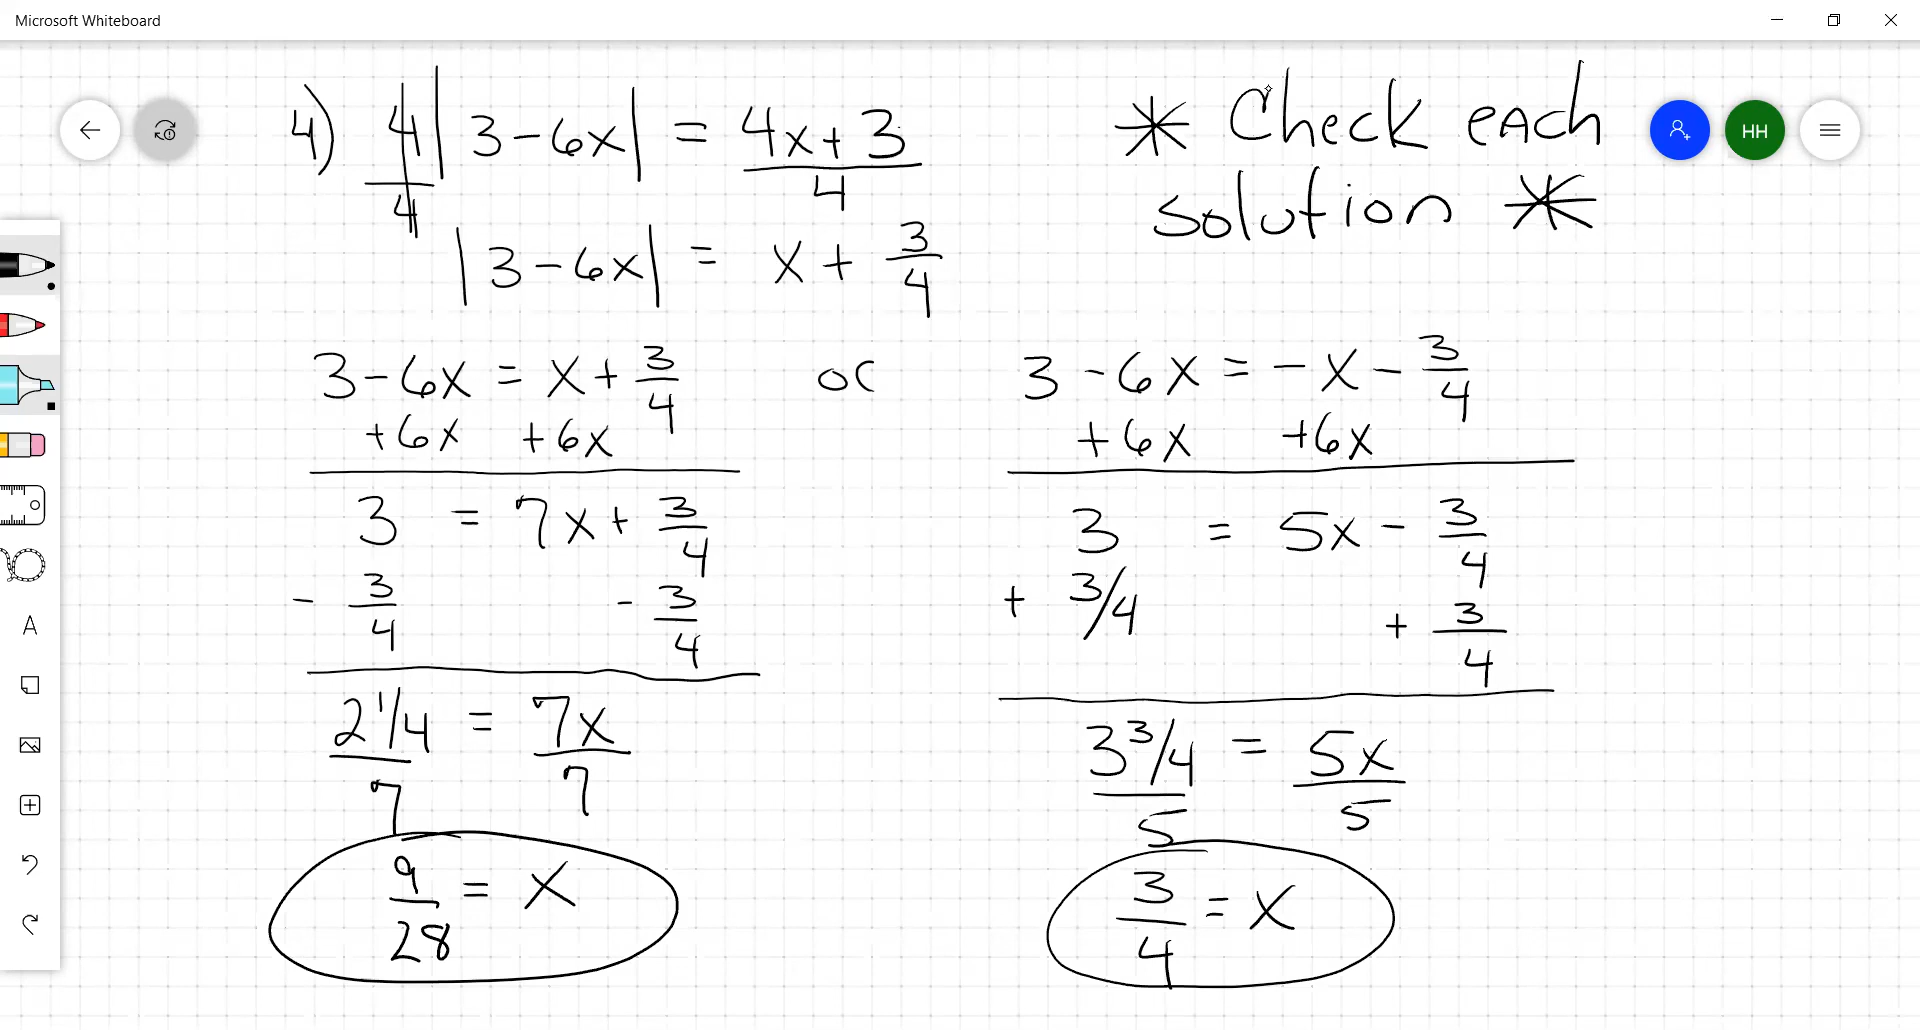 Microsoft Whiteboard
4) 4|3-6x| = 4x+3
4 4
|3-6x| = x + 3/4
* Check each
solution *
HH
3-6x = x + 3/4 or 3-6x = -x - 3/4
+6x +6x +6x +6x
3 = 7x + 3/4 3 = 5x - 3/4
- 3/4 - 3/4 + 3/4 + 3/4
2 1/4 = 7x 3 3/4 = 5x
7 7 5 5
9/28 = x 3/4 = x
A